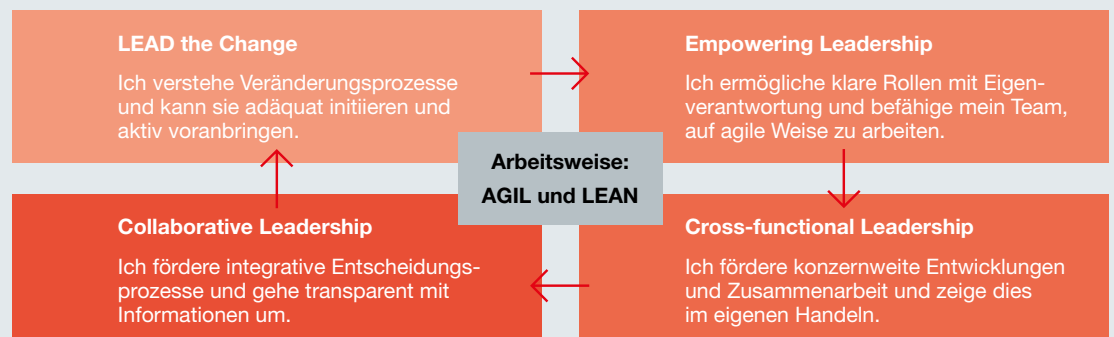 LEAD the Change
Ich verstehe Veränderungsprozesse
und kann sie adäquat initiieren und
aktiv voranbringen.
Empowering Leadership
Ich ermögliche klare Rollen mit Eigen-
verantwortung und befähige mein Team,
auf agile Weise zu arbeiten.
Arbeitsweise:
AGIL und LEAN
Collaborative Leadership
Ich fördere integrative Entscheidungs-
prozesse und gehe transparent mit
Informationen um.
Cross-functional Leadership
Ich fördere konzernweite Entwicklungen
und Zusammenarbeit und zeige dies
im eigenen Handeln.